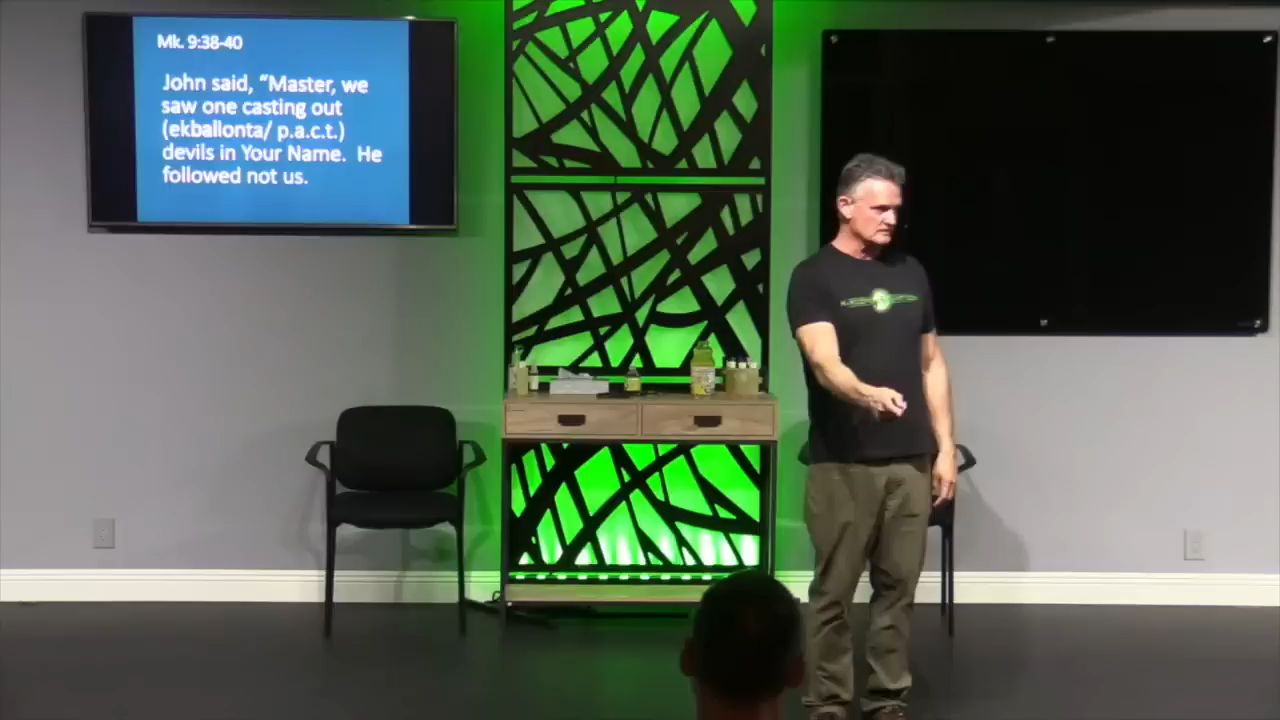 Mk. 9:38-40
John said, “Master, we
saw one casting out
(ekballonta/ p.a.c.t.)
devils in Your Name.  He
followed not us.